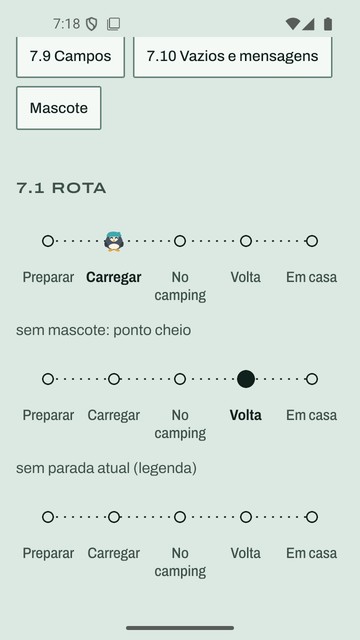 7:18
7.9 Campos
7.10 Vazios e mensagens
Mascote
7.1 ROTA
Preparar
Carregar
No
camping
Volta
Em casa
sem mascote: ponto cheio
Preparar
Carregar
No
camping
Volta
Em casa
sem parada atual (legenda)
Preparar
Carregar
No
camping
Volta
Em casa